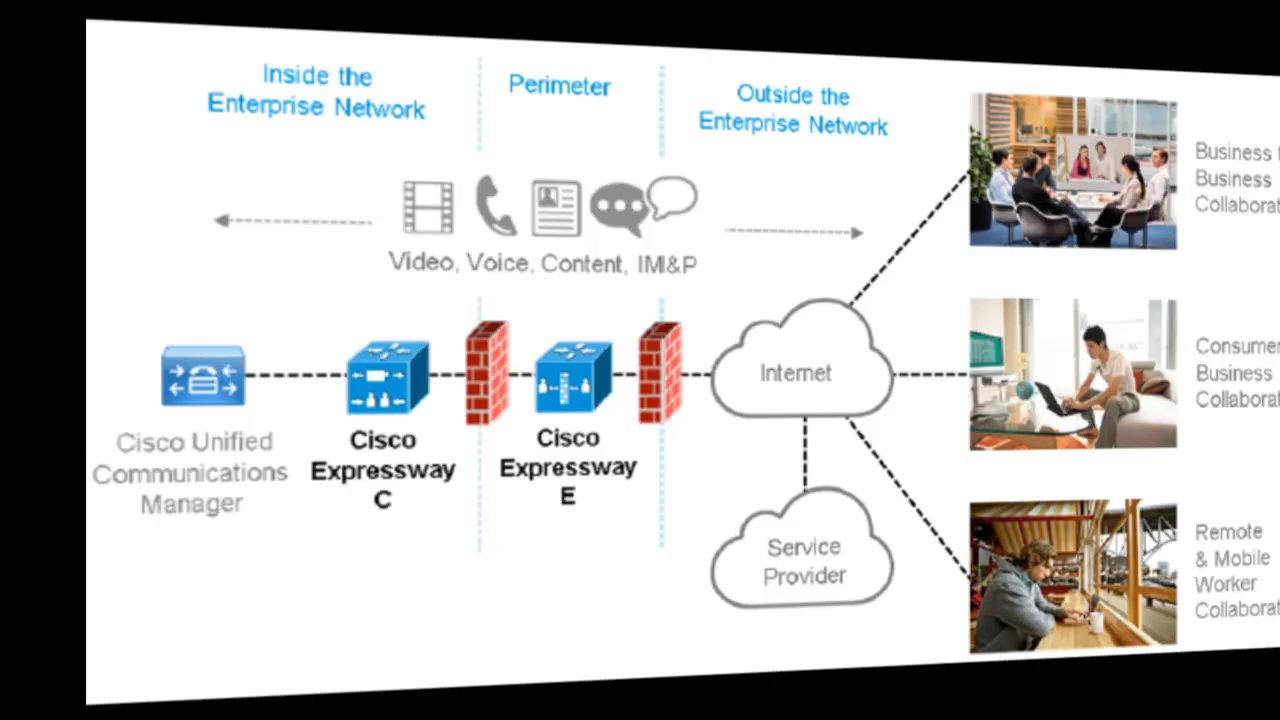 Inside the
Enterprise Network
Perimeter
Outside the
Enterprise Network
Video, Voice, Content, IM&P
Business
Business
Internet
Business
Cisco Unified
Communications
Manager
Cisco
Expressway
C
Cisco
Expressway
E
Service
Provider
Remote
& Mobile
Worker